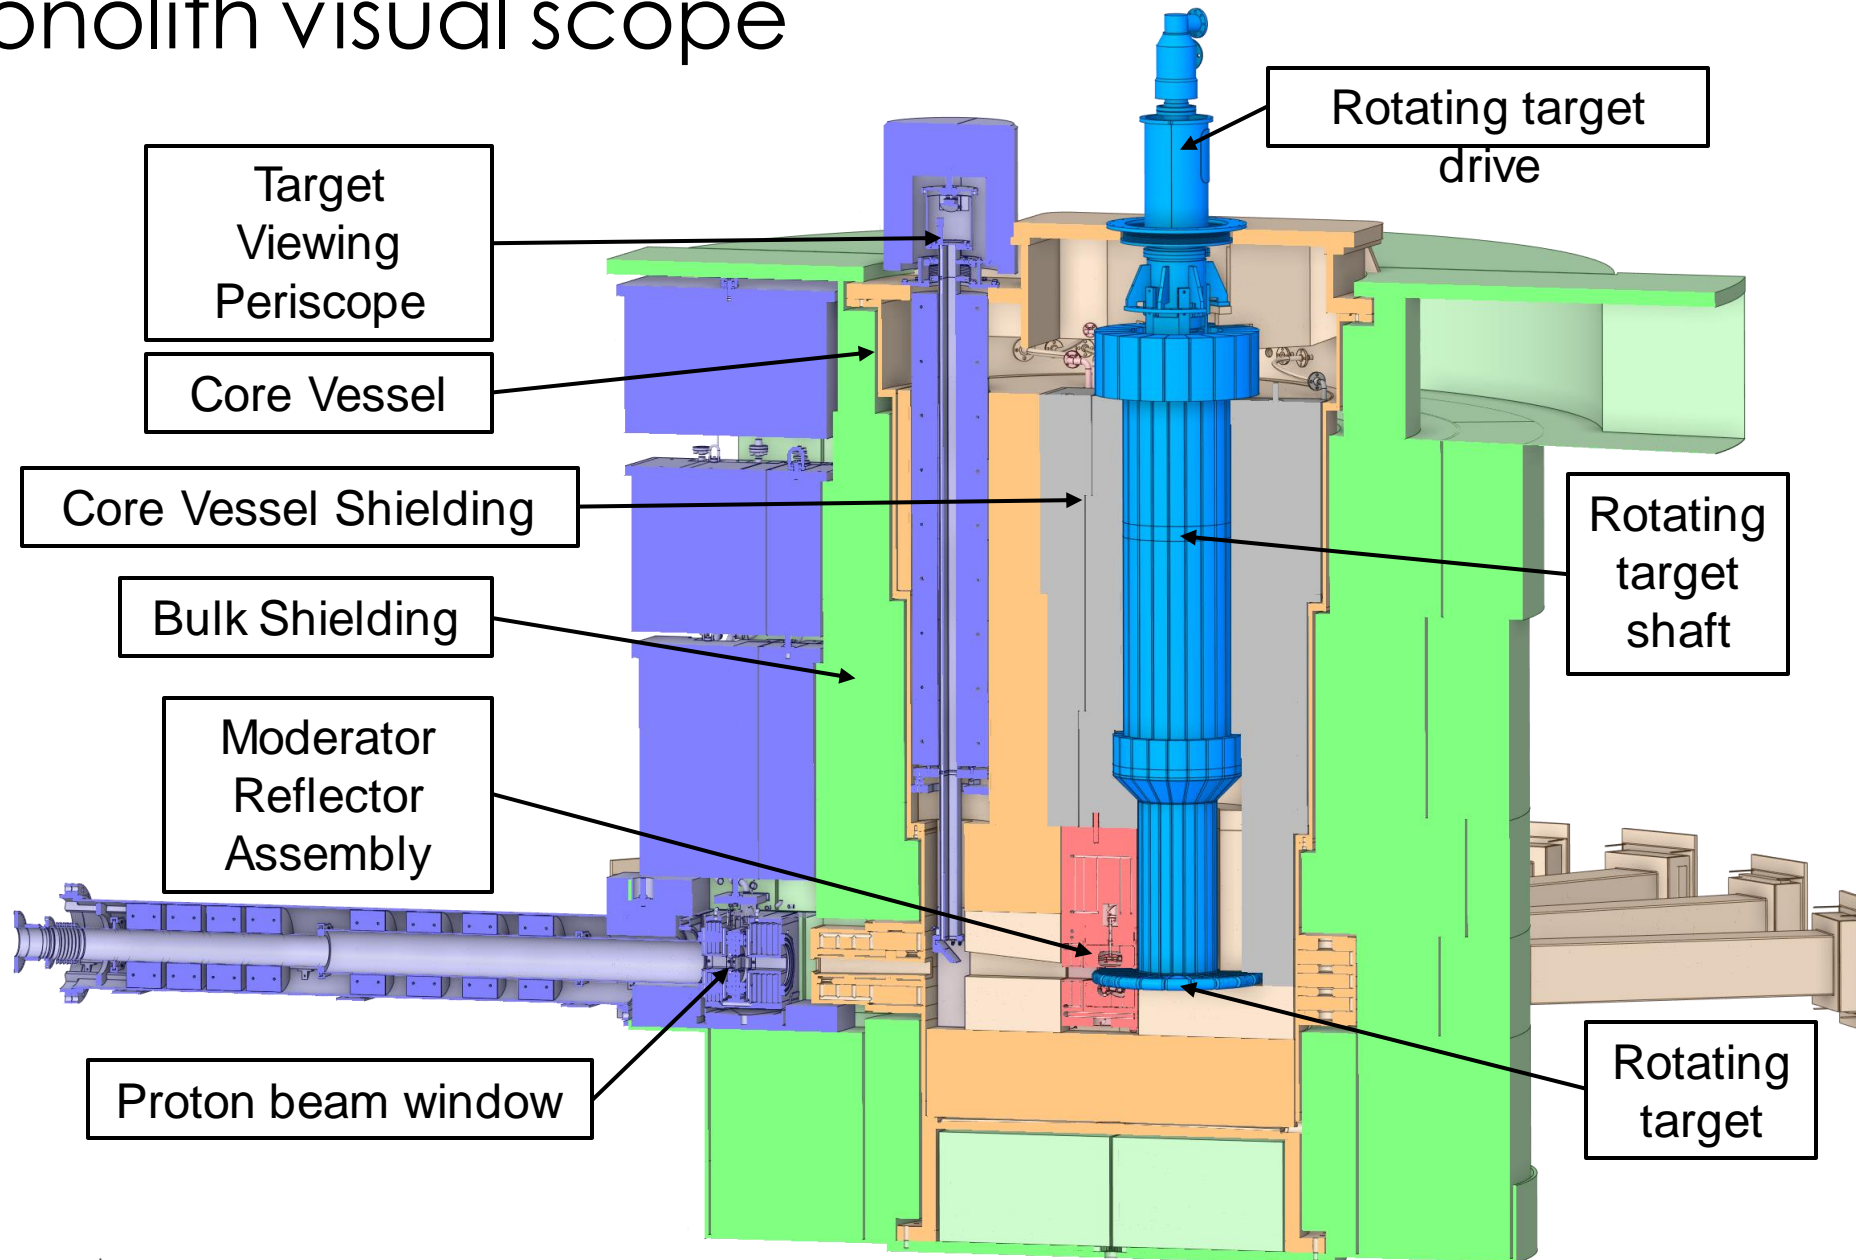 onolith visual scope
Rotating target
drive
Target
Viewing
Periscope
Core Vessel
Core Vessel Shielding
Rotating
target
shaft
Bulk Shielding
Moderator
Reflector
Assembly
Proton beam window
Rotating
target